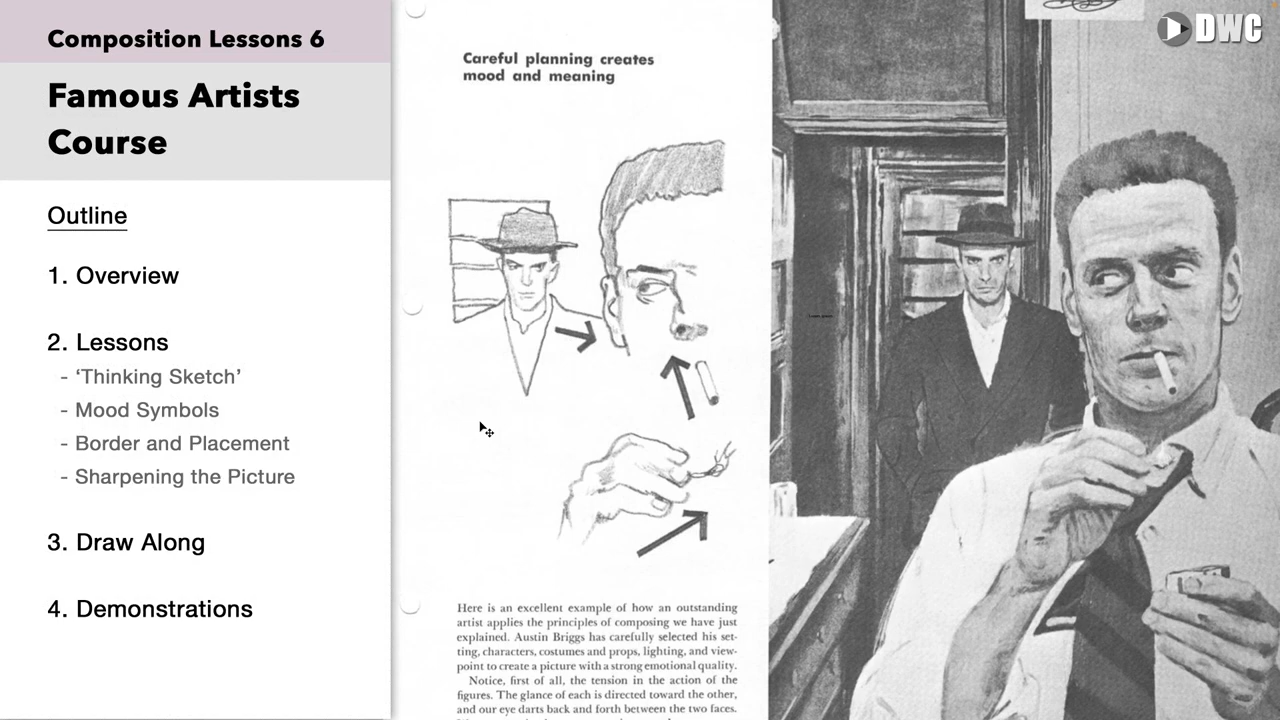 Composition Lessons 6
Famous Artists
Course
Outline
1. Overview
2. Lessons
- ‘Thinking Sketch’
- Mood Symbols
- Border and Placement
- Sharpening the Picture
3. Draw Along
4. Demonstrations
Careful planning creates
mood and meaning
Here is an excellent example of how an outstanding
artist applies the principles of composing we have just
explained. Austin Briggs has carefully selected his set-
ting, characters, costumes and props, lighting, and view-
point to create a picture with a strong emotional quality.
Notice, first of all, the tension in the action of the
figures. The glance of each is directed toward the other,
and our eye darts back and forth between the two faces.
DWC